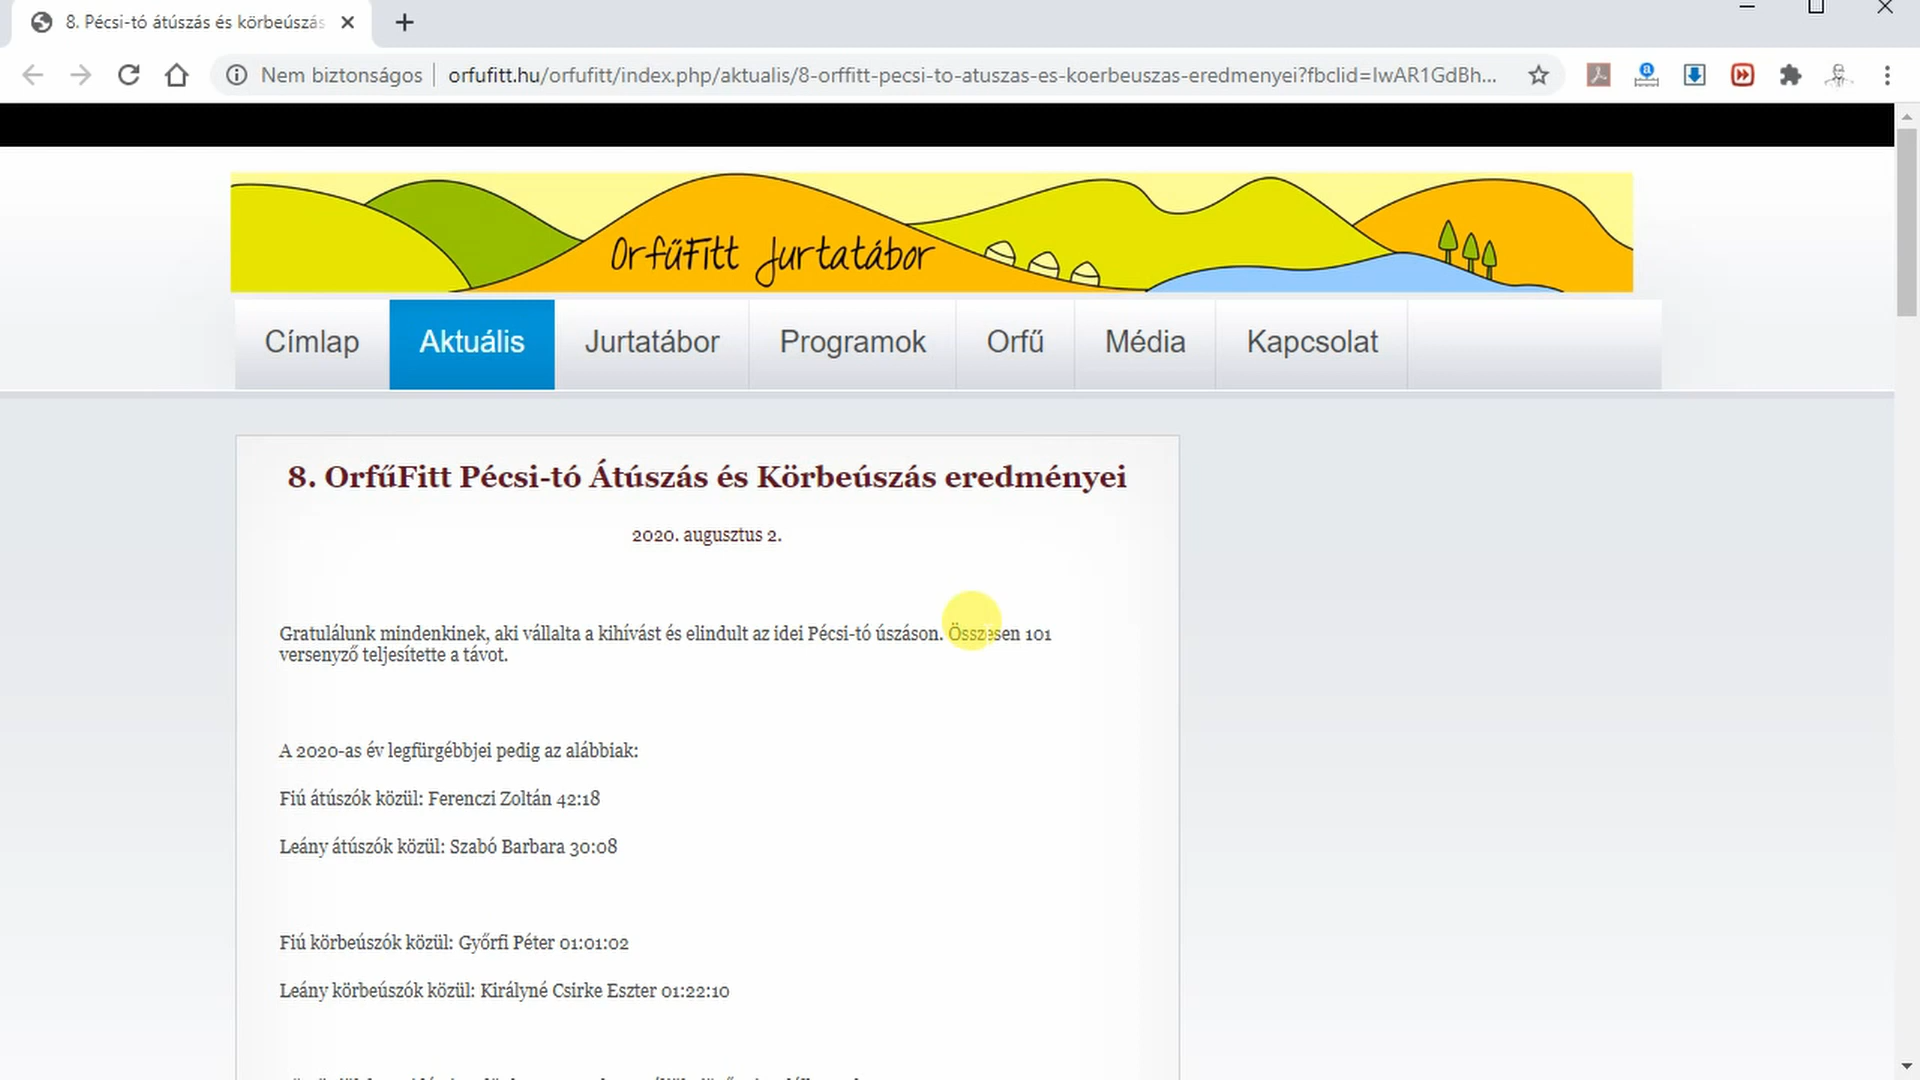 8. Pécsi-tó átúszás és körbeúszás
Nem biztonságos
orfufitt.hu/orfufitt/index.php/aktualis/8-orffitt-pecsi-to-atuszas-es-koerbeuszas-eredmenyei?fbclid=IwAR1GdBh...
OrfűFitt Jurtatábor
Címlap Aktuális Jurtatábor Programok Orfű Média Kapcsolat
8. OrfűFitt Pécsi-tó Átúszás és Körbeúszás eredményei
2020. augusztus 2.
Gratulálunk mindenkinek, aki vállalta a kihívást és elindult az idei Pécsi-tó úszáson. Összesen 101
versenyző teljesítette a távot.
A 2020-as év legfürgébbjei pedig az alábbiak:
Fiú átúszók közül: Ferenczi Zoltán 42:18
Leány átúszók közül: Szabó Barbara 30:08
Fiú körbeúszók közül: Győrfi Péter 01:01:02
Leány körbeúszók közül: Királyné Csirke Eszter 01:22:10